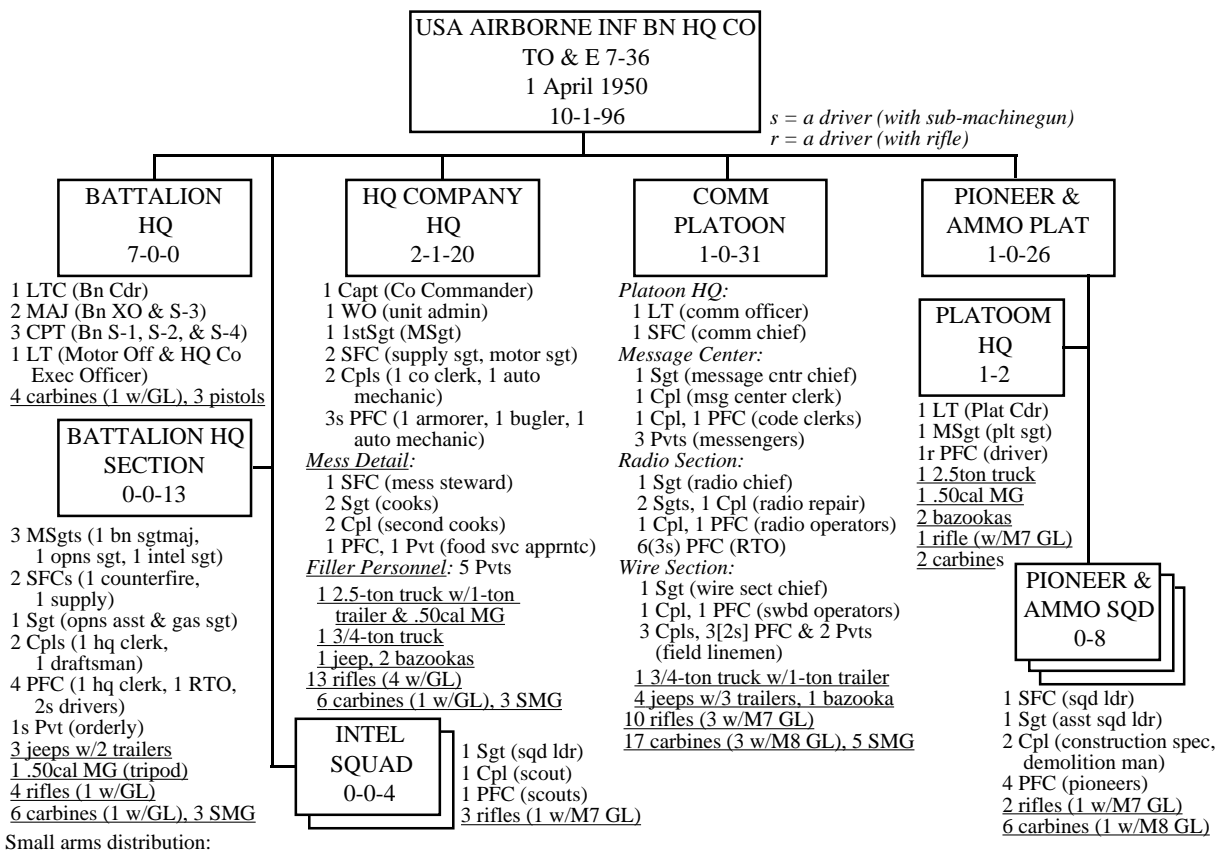 USA AIRBORNE INF BN HQ CO
TO & E 7-36
1 April 1950
10-1-96
s = a driver (with sub-machinegun)
r = a driver (with rifle)
BATTALION
HQ
7-0-0
1 LTC (Bn Cdr)
2 MAJ (Bn XO & S-3)
3 CPT (Bn S-1, S-2, & S-4)
1 LT (Motor Off & HQ Co
Exec Officer)
4 carbines (1 w/GL), 3 pistols
BATTALION HQ
SECTION
0-0-13
3 MSgts (1 bn sgtmaj,
1 opns sgt, 1 intel sgt)
2 SFCs (1 counterfire,
1 supply)
1 Sgt (opns asst & gas sgt)
2 Cpls (1 hq clerk,
1 draftsman)
4 PFC (1 hq clerk, 1 RTO,
2s drivers)
1s Pvt (orderly)
3 jeeps w/2 trailers
1 .50cal MG (tripod)
4 rifles (1 w/GL)
6 carbines (1 w/GL), 3 SMG
HQ COMPANY
HQ
2-1-20
1 Capt (Co Commander)
1 WO (unit admin)
1 1stSgt (MSgt)
2 SFC (supply sgt, motor sgt)
2 Cpls (1 co clerk, 1 auto
mechanic)
3s PFC (1 armorer, 1 bugler, 1
auto mechanic)
Mess Detail:
1 SFC (mess steward)
2 Sgt (cooks)
2 Cpl (second cooks)
1 PFC, 1 Pvt (food svc apprntc)
Filler Personnel: 5 Pvts
1 2.5-ton truck w/1-ton
trailer & .50cal MG
1 3/4-ton truck
1 jeep, 2 bazookas
13 rifles (4 w/GL)
6 carbines (1 w/GL), 3 SMG
INTEL
SQUAD
0-0-4
1 Sgt (sqd ldr)
1 Cpl (scout)
1 PFC (scouts)
3 rifles (1 w/M7 GL)
COMM
PLATOON
1-0-31
Platoon HQ:
1 LT (comm officer)
1 SFC (comm chief)
Message Center:
1 Sgt (message cntr chief)
1 Cpl (msg center clerk)
1 Cpl, 1 PFC (code clerks)
3 Pvts (messengers)
Radio Section:
1 Sgt (radio chief)
2 Sgts, 1 Cpl (radio repair)
1 Cpl, 1 PFC (radio operators)
6(3s) PFC (RTO)
Wire Section:
1 Sgt (wire sect chief)
1 Cpl, 1 PFC (swbd operators)
3 Cpls, 3[2s] PFC & 2 Pvts
(field linemen)
1 3/4-ton truck w/1-ton trailer
4 jeeps w/3 trailers, 1 bazooka
10 rifles (3 w/M7 GL)
17 carbines (3 w/M8 GL), 5 SMG
PIONEER &
AMMO PLAT
1-0-26
PLATOOM
HQ
1-2
1 LT (Plat Cdr)
1 MSgt (plt sgt)
1r PFC (driver)
1 2.5ton truck
1 .50cal MG
2 bazookas
1 rifle (w/M7 GL)
2 carbines
PIONEER &
AMMO SQD
0-8
1 SFC (sqd ldr)
1 Sgt (asst sqd ldr)
2 Cpl (construction spec,
demolition man)
4 PFC (pioneers)
2 rifles (1 w/M7 GL)
6 carbines (1 w/M8 GL)
Small arms distribution: